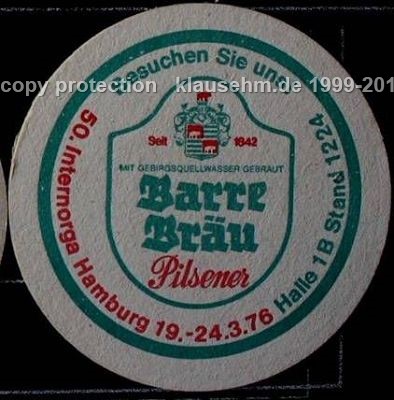 copy protection klausehm.de 1999-201
Besuchen Sie uns
50. Internorga Hamburg 19.-24.3.76
Halle 1B Stand 1224
Seit 1842
MIT GEBIRGSQUELLWASSER GEBRAUT
Barre
Bräu
Pilsener